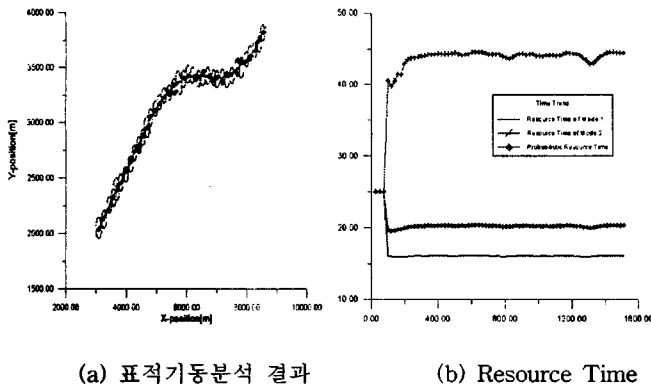 4000.00
3500.00
3000.00
2500.00
2000.00
1500.00
Y-position[m]
2000.00 4000.00 6000.00 8000.00 10000.00
X-position[m]
50.00
40.00
30.00
20.00
10.00
Time Trend
Resource Time of Mode 1
Resource Time of Mode 2
Probabilistic Resource Time
0.00 400.00 800.00 1200.00 1600.00
(a) 표적기동분석 결과
(b) Resource Time